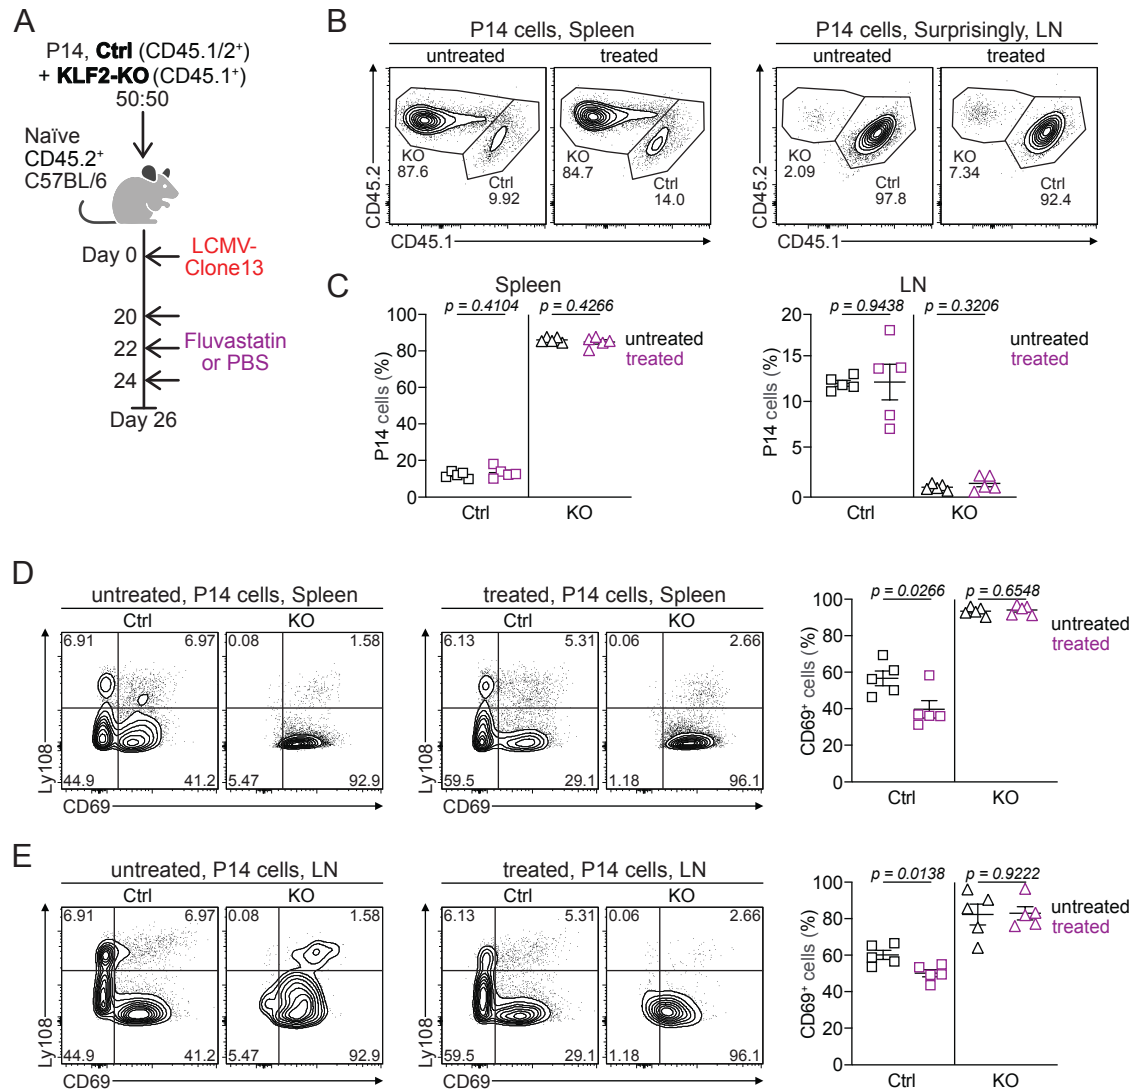 A
P14, Ctrl (CD45.1/2⁺)
+ KLF2-KO (CD45.1⁺)
50:50
Naïve
CD45.2⁺
C57BL/6
Day 0
LCMV-
Clone13
20
22
24
Fluvastatin
or PBS
Day 26
B
P14 cells, Spleen
untreated
treated
KO
87.6
Ctrl
9.92
KO
84.7
Ctrl
14.0
CD45.2
CD45.1
P14 cells, Surprisingly, LN
untreated
treated
KO
2.09
Ctrl
97.8
KO
7.34
Ctrl
92.4
CD45.2
CD45.1
C
Spleen
p = 0.4104
p = 0.4266
100
80
60
40
20
0
P14 cells (%)
Ctrl
KO
untreated
treated
LN
p = 0.9438
p = 0.3206
20
15
10
5
0
P14 cells (%)
Ctrl
KO
untreated
treated
D
untreated, P14 cells, Spleen
Ctrl
KO
6.91
6.97
0.08
1.58
44.9
41.2
5.47
92.9
Ly108
CD69
treated, P14 cells, Spleen
Ctrl
KO
6.13
5.31
0.06
2.66
59.5
29.1
1.18
96.1
Ly108
CD69
p = 0.0266
p = 0.6548
100
80
60
40
20
0
CD69⁺ cells (%)
Ctrl
KO
untreated
treated
E
untreated, P14 cells, LN
Ctrl
KO
6.91
6.97
0.08
1.58
44.9
41.2
5.47
92.9
Ly108
CD69
treated, P14 cells, LN
Ctrl
KO
6.13
5.31
0.06
2.66
59.5
29.1
1.18
96.1
Ly108
CD69
p = 0.0138
p = 0.9222
100
80
60
40
20
0
CD69⁺ cells (%)
Ctrl
KO
untreated
treated